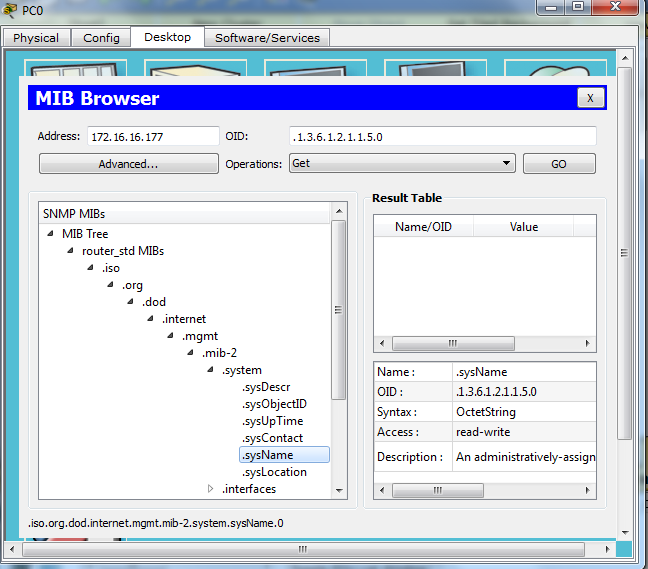 PC0
Physical Config Desktop Software/Services
MIB Browser X
Address: 172.16.16.177 OID: .1.3.6.1.2.1.1.5.0
Advanced... Operations: Get GO
SNMP MIBs
MIB Tree
router_std MIBs
.iso
.org
.dod
.internet
.mgmt
.mib-2
.system
.sysDescr
.sysObjectID
.sysUpTime
.sysContact
.sysName
.sysLocation
.interfaces
Result Table
Name/OID Value
Name : .sysName
OID : .1.3.6.1.2.1.1.5.0
Syntax : OctetString
Access : read-write
Description : An administratively-assign
.iso.org.dod.internet.mgmt.mib-2.system.sysName.0